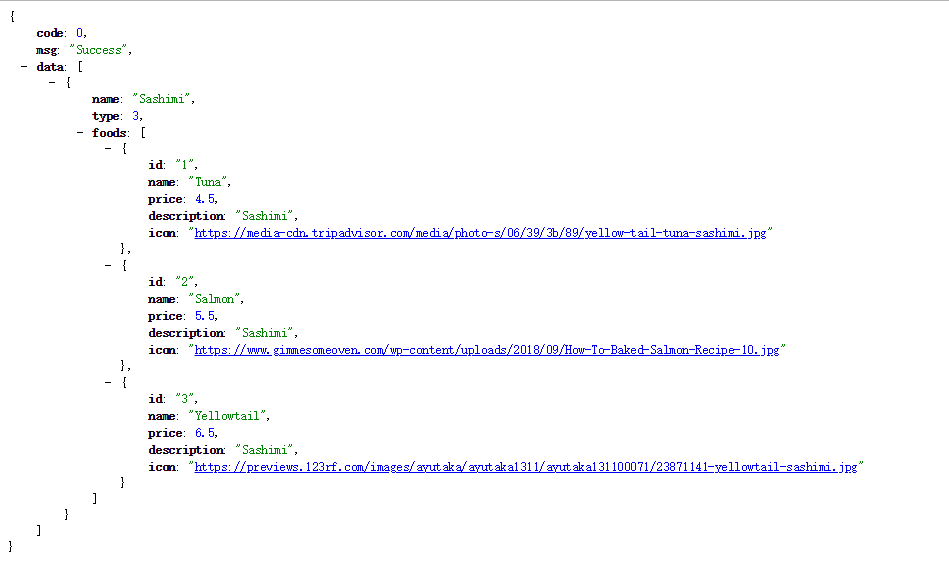 {
code: 0,
msg: "Success",
- data: [
- {
name: "Sashimi",
type: 3,
- foods: [
- {
id: "1",
name: "Tuna",
price: 4.5,
description: "Sashimi",
icon: "https://media-cdn.tripadvisor.com/media/photo-s/06/39/3b/89/yellow-tail-tuna-sashimi.jpg"
},
- {
id: "2",
name: "Salmon",
price: 5.5,
description: "Sashimi",
icon: "https://www.gimmesomeoven.com/wp-content/uploads/2018/09/How-To-Baked-Salmon-Recipe-10.jpg"
},
- {
id: "3",
name: "Yellowtail",
price: 6.5,
description: "Sashimi",
icon: "https://previews.123rf.com/images/ayutaka/ayutaka1311/ayutaka131100071/23871141-yellowtail-sashimi.jpg"
}
]
}
]
}